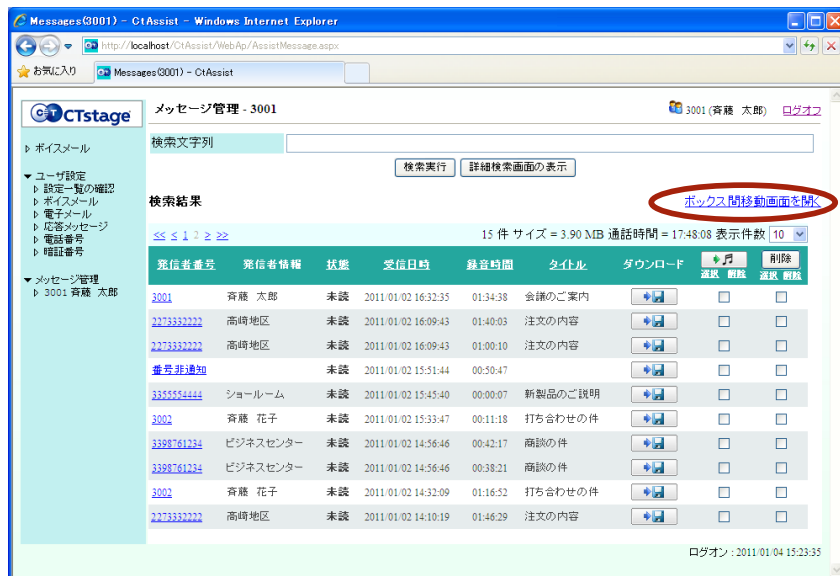 Messages(3001) - CtAssist - Windows Internet Explorer
http://localhost/CtAssist/WebAp/AssistMessage.aspx
お気に入り Messages(3001) - CtAssist
CTstage
メッセージ管理 - 3001
3001 (斉藤 太郎) ログオフ
ボイスメール
ユーザ設定
設定一覧の確認
ボイスメール
電子メール
応答メッセージ
電話番号
暗証番号
メッセージ管理
3001 斉藤 太郎
検索文字列
検索実行 詳細検索画面の表示
検索結果 ボックス間移動画面を開く
<< < 1 2 > >> 15 件 サイズ = 3.90 MB 通話時間 = 17:48:08 表示件数 10
発信者番号 発信者情報 状態 受信日時 録音時間 タイトル ダウンロード 選択 解除 削除 選択 解除
3001 斉藤 太郎 未読 2011/01/02 16:32:35 01:34:38 会議のご案内
2273332222 高崎地区 未読 2011/01/02 16:09:43 01:40:03 注文の内容
2273332222 高崎地区 未読 2011/01/02 16:09:43 01:00:10 注文の内容
番号非通知 未読 2011/01/02 15:51:44 00:50:47
3355554444 ショールーム 未読 2011/01/02 15:45:40 00:00:07 新製品のご説明
3002 斉藤 花子 未読 2011/01/02 15:33:47 00:11:18 打ち合わせの件
3398761234 ビジネスセンター 未読 2011/01/02 14:56:46 00:42:17 商談の件
3398761234 ビジネスセンター 未読 2011/01/02 14:56:46 00:38:21 商談の件
3002 斉藤 花子 未読 2011/01/02 14:32:09 01:16:52 打ち合わせの件
2273332222 高崎地区 未読 2011/01/02 14:10:19 01:46:29 注文の内容
ログオン : 2011/01/04 15:23:35